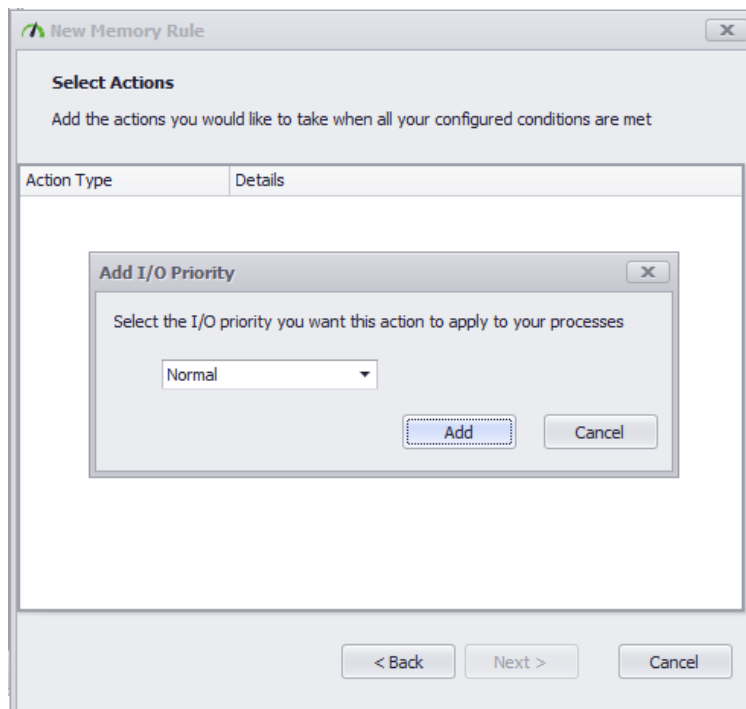 New Memory Rule
Select Actions
Add the actions you would like to take when all your configured conditions are met
Action Type Details
Add I/O Priority
Select the I/O priority you want this action to apply to your processes
Normal
Add Cancel
< Back Next > Cancel